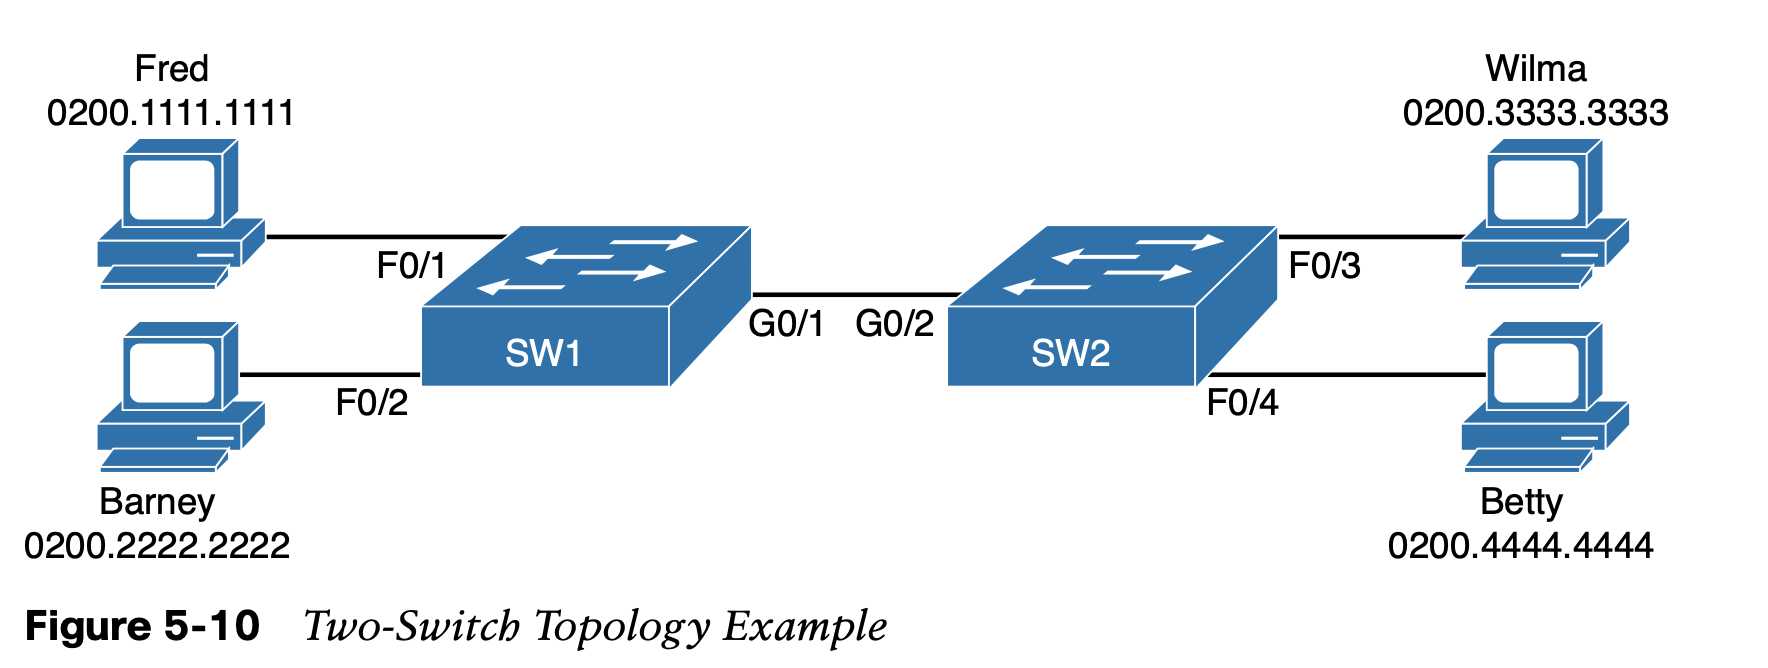 Fred
0200.1111.1111
Wilma
0200.3333.3333
F0/1
F0/3
G0/1
G0/2
SW1
SW2
F0/2
F0/4
Barney
0200.2222.2222
Betty
0200.4444.4444
Figure 5-10 Two-Switch Topology Example